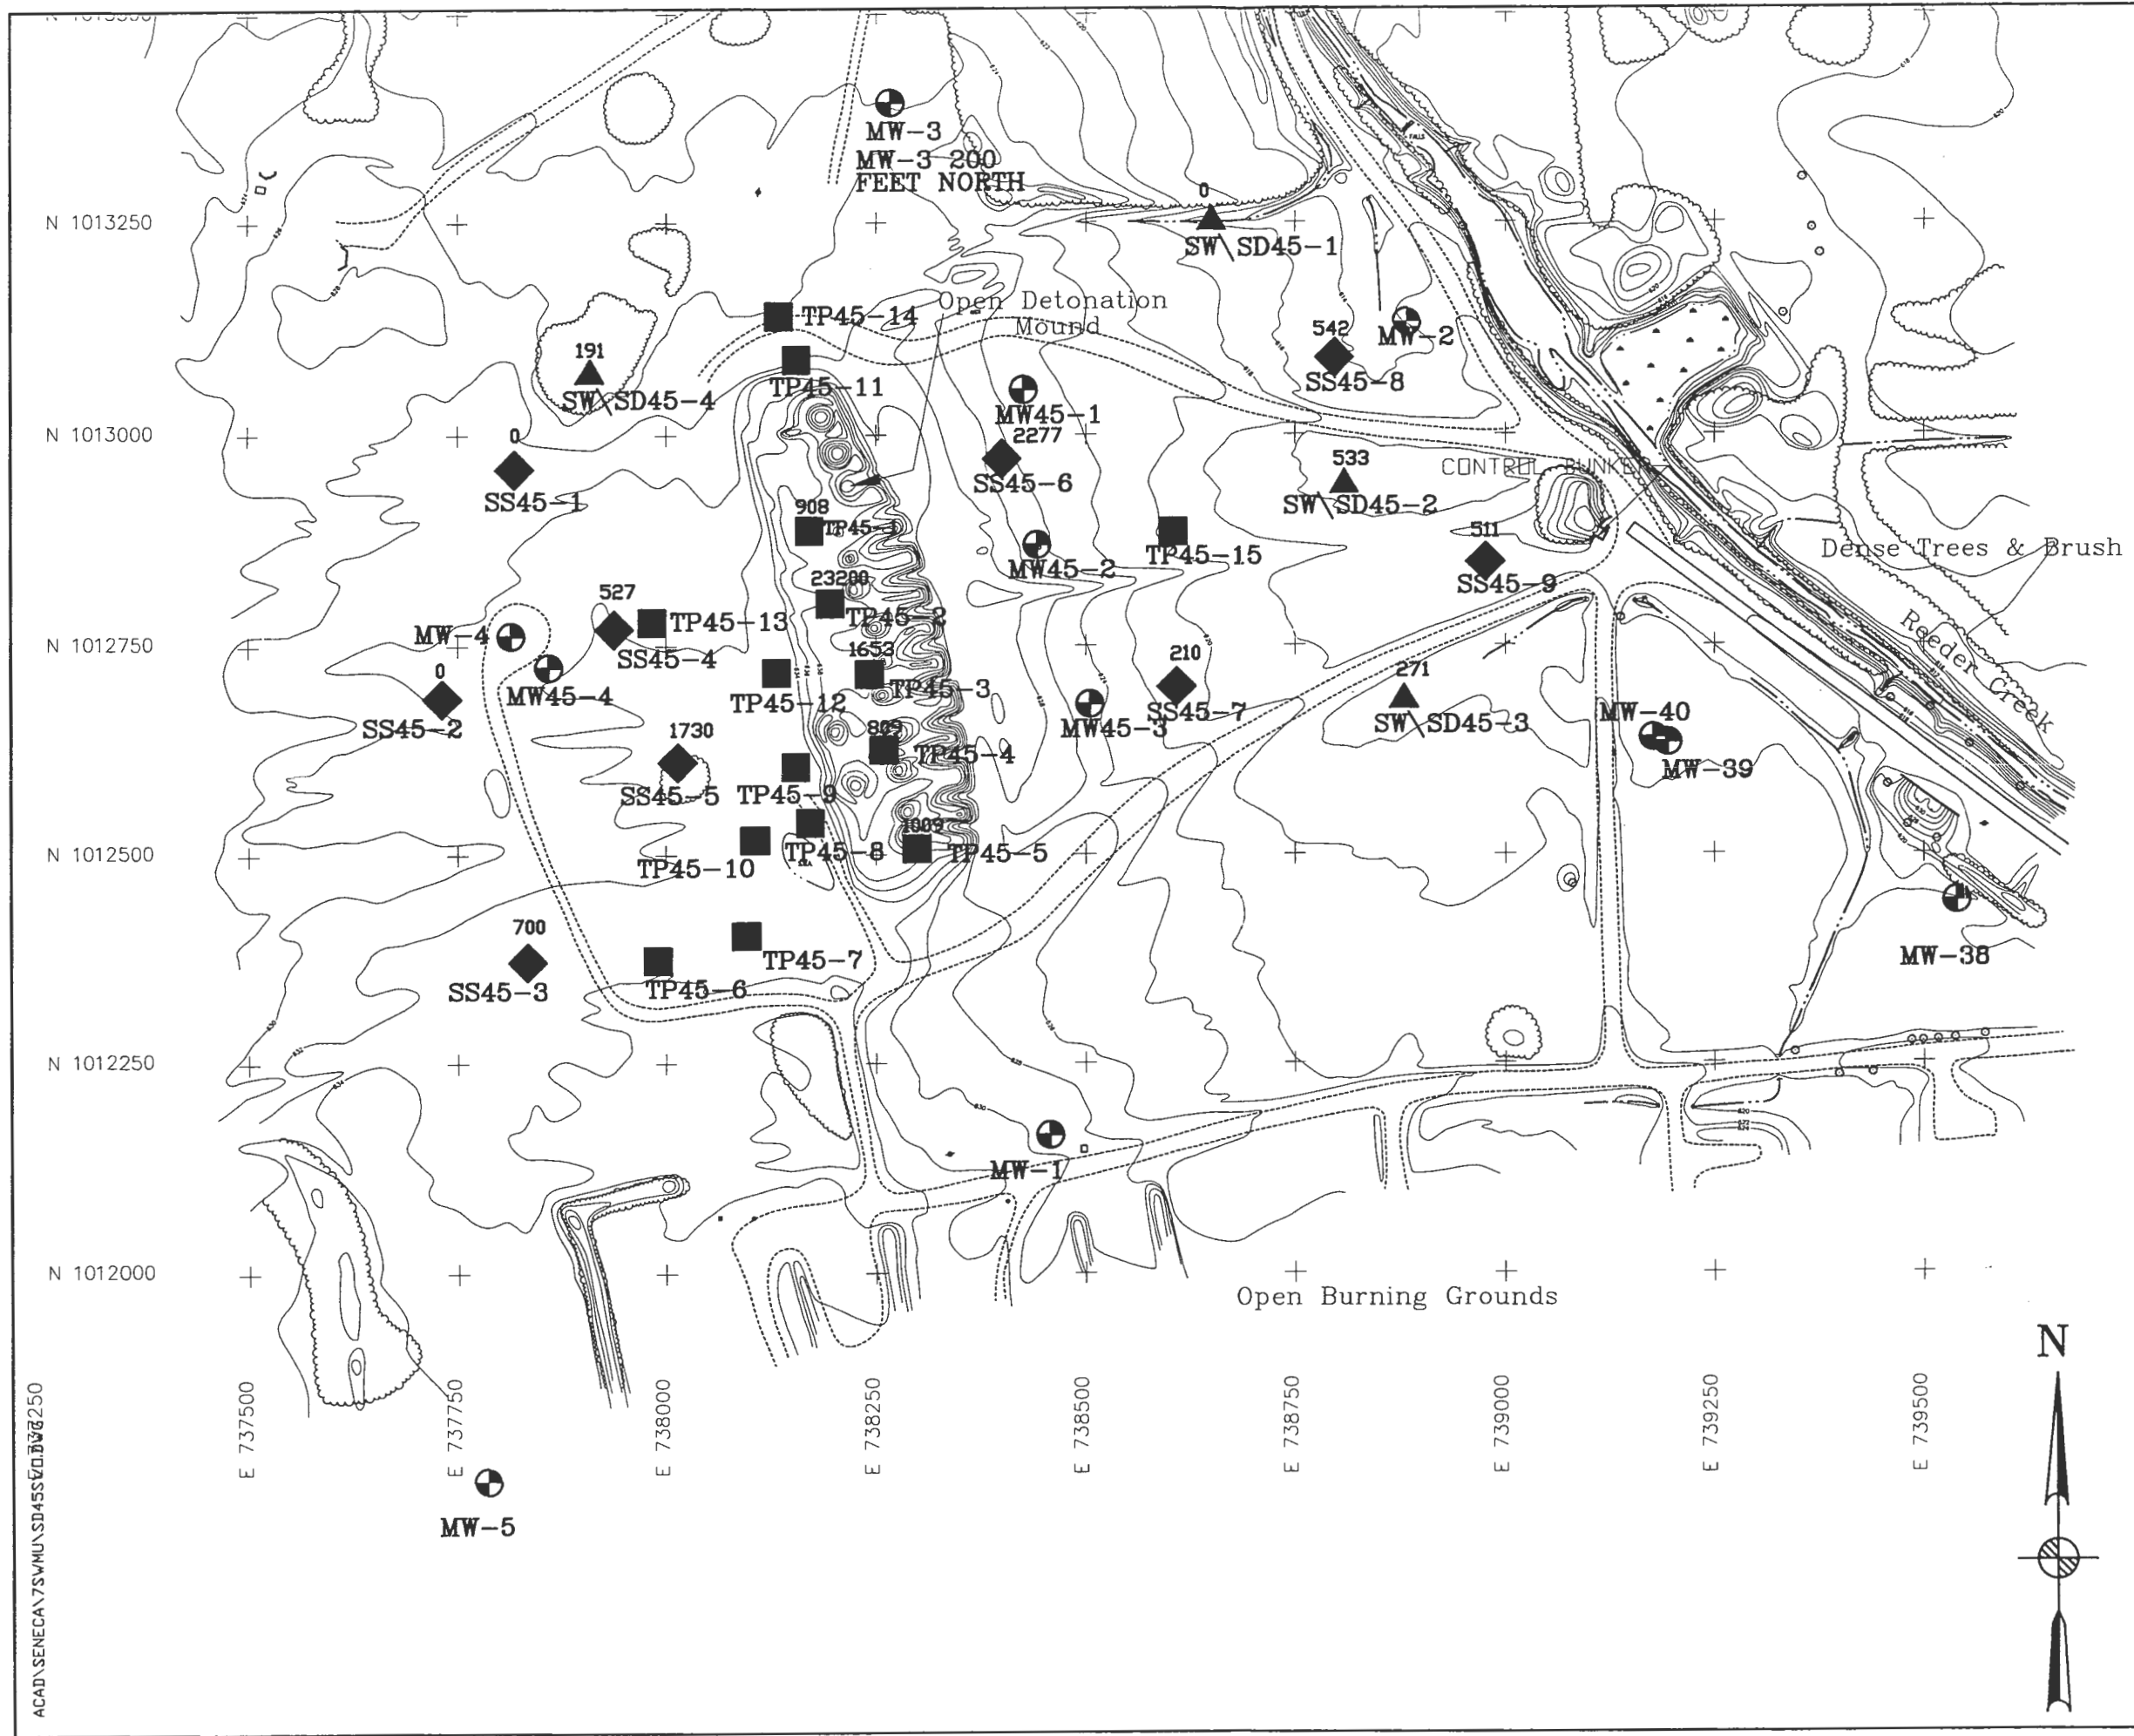 MW-3
MW-3 200
FEET NORTH
FALLS
0
N 1013250
SW\SD45-1
Open Detonation
Mound
TP45-14
542
MW-2
191
TP45-11
SS45-8
SW\SD45-4
MW45-1
N 1013000
0
2277
533
CONTROL BUNKER
SS45-6
SS45-1
SW\SD45-2
908
TP45-1
511
TP45-15
Dense Trees & Brush
MW45-2
23200
SS45-9
527
TP45-2
TP45-13
Reeder Creek
MW-4
N 1012750
1653
SS45-4
210
0
271
MW45-4
TP45-3
TP45-12
SS45-7
MW-40
SS45-2
MW45-3
SW\SD45-3
1730
809
TP45-4
MW-39
SS45-5
TP45-9
1009
N 1012500
TP45-8
TP45-5
TP45-10
700
MW-38
TP45-7
SS45-3
TP45-6
N 1012250
MW-1
N 1012000
Open Burning Grounds
N
E 737500
E 737750
E 738000
E 738250
E 738500
E 738750
E 739000
E 739250
E 739500
MW-5